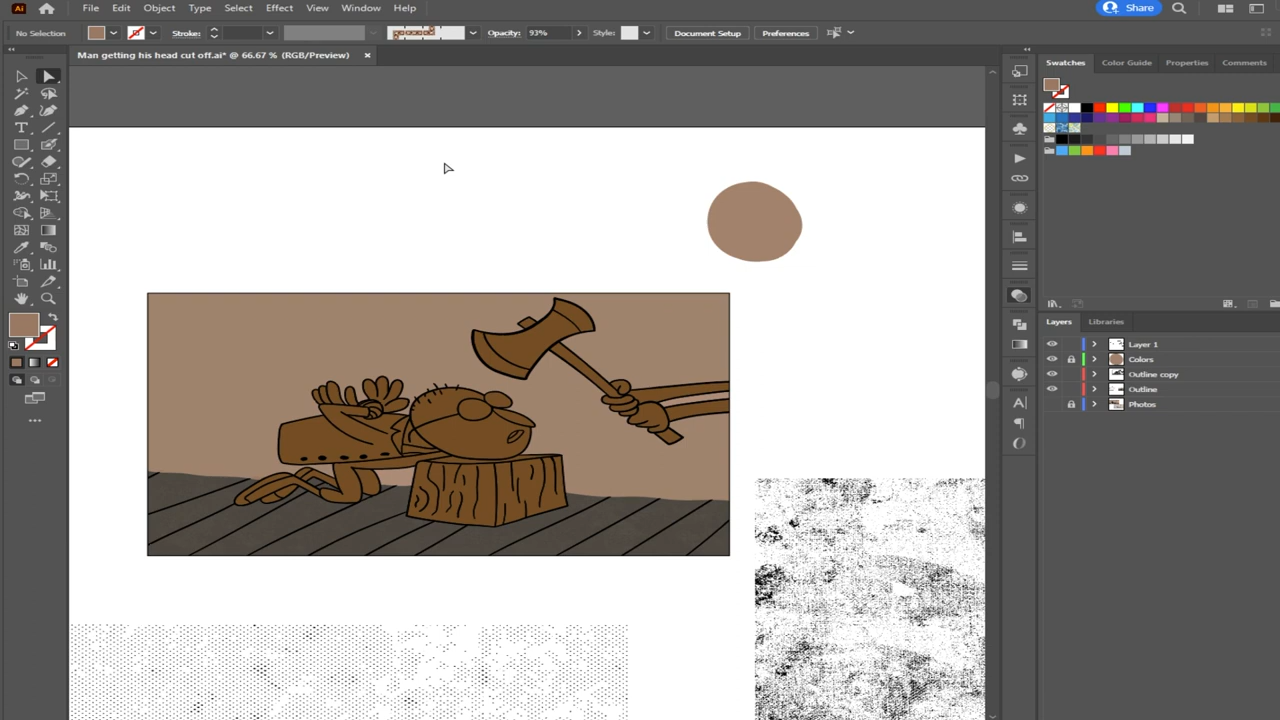 Ai File Edit Object Type Select Effect View Window Help Share
No Selection Stroke: Opacity: 93% Style: Document Setup Preferences
Man getting his head cut off.ai* @ 66.67 % (RGB/Preview)
Swatches Color Guide Properties Comments
Layers Libraries
Layer 1
Colors
Outline copy
Outline
Photos